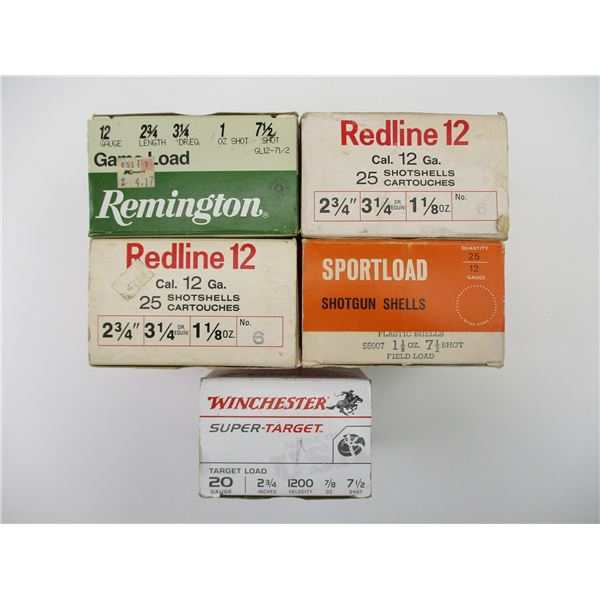 12 2¾ 3¼ 1 7½
GAUGE LENGTH DR.EQ. OZ SHOT SHOT
Game Load GL12-71/2
$ 4.17
Remington®
Redline 12
Cal. 12 Ga.
25 SHOTSHELLS
CARTOUCHES
2¾" 3¼ DR EQUIV 1⅛OZ. No. 6
Redline 12
Cal. 12 Ga.
25 SHOTSHELLS
CARTOUCHES
2¾" 3¼ DR. EQUIV 1⅛OZ. No. 6
SPORTLOAD
SHOTGUN SHELLS
QUANTITY
25
12
GAUGE
PLASTIC SHELLS
55007 1⅛ OZ. 7½ SHOT
FIELD LOAD
WINCHESTER
SUPER-TARGET™
TARGET LOAD
20 2¾ 1200 ⅞ 7½
GAUGE INCHES VELOCITY OZ. SHOT